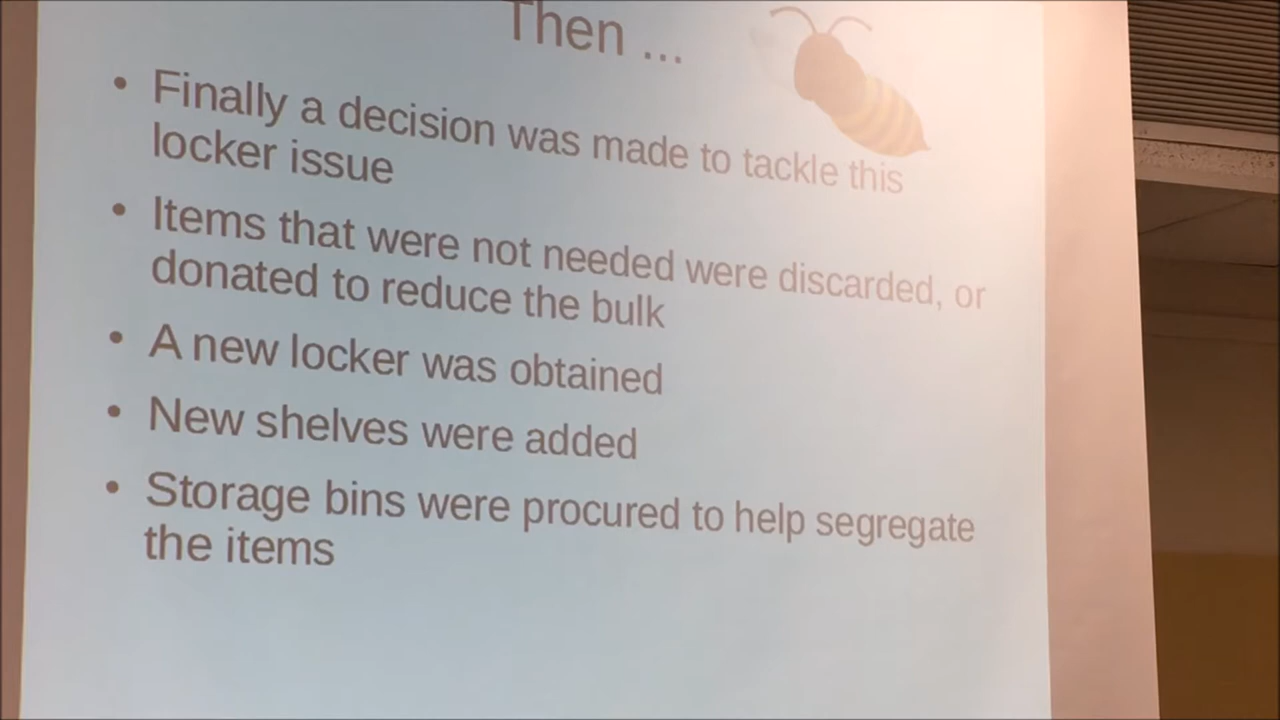 Then ...
• Finally a decision was made to tackle this
locker issue
• Items that were not needed were discarded, or
donated to reduce the bulk
• A new locker was obtained
• New shelves were added
• Storage bins were procured to help segregate
the items